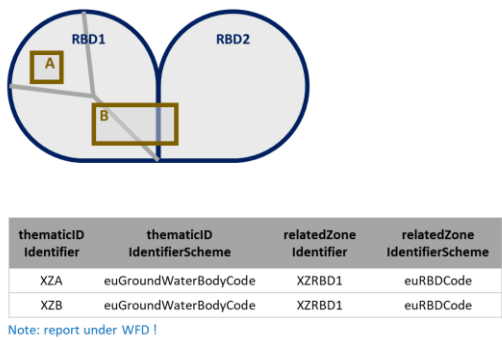 RBD1 RBD2
A
B
thematicID Identifier thematicID IdentifierScheme relatedZone Identifier relatedZone IdentifierScheme
XZA euGroundWaterBodyCode XZRBD1 euRBDCode
XZB euGroundWaterBodyCode XZRBD1 euRBDCode
Note: report under WFD !